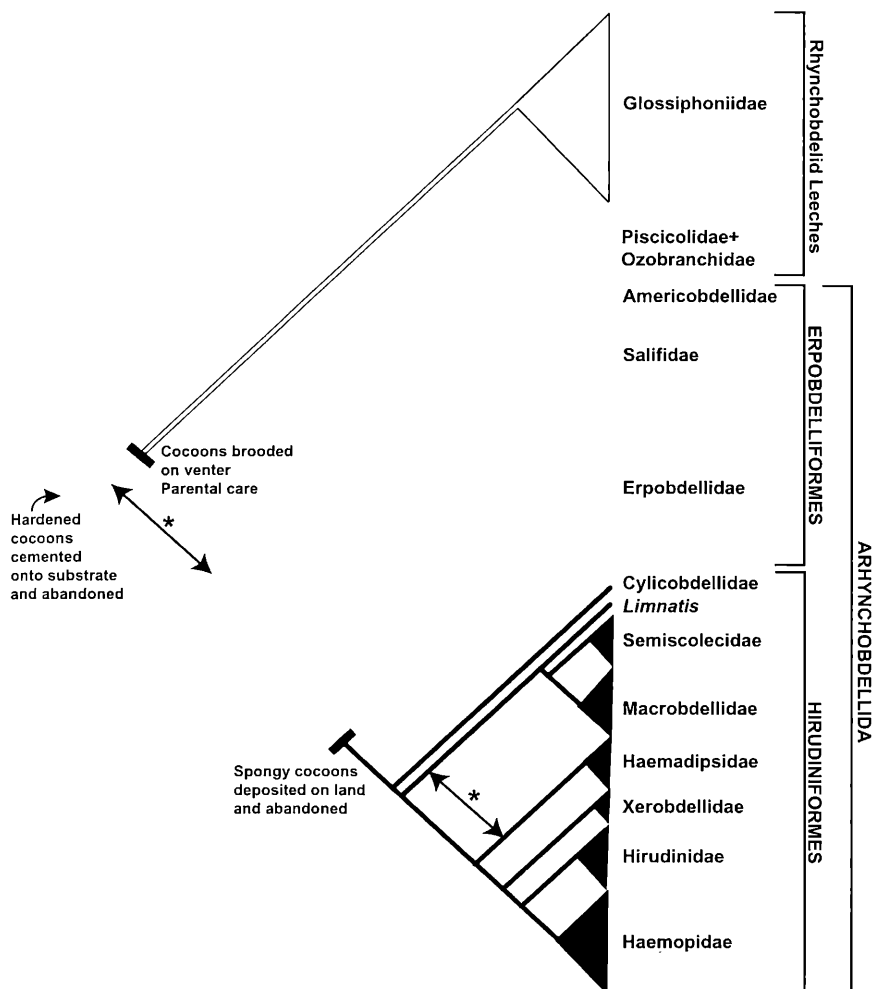 Glossiphoniidae
Piscicolidae+
Ozobranchidae
Rhynchobdelid Leeches
Americobdellidae
Salifidae
Erpobdellidae
ERPOBDELLIFORMES
Cocoons brooded
on venter
Parental care
*
Hardened
cocoons
cemented
onto substrate
and abandoned
Cylicobdellidae
Limnatis
Semiscolecidae
Macrobdellidae
Haemadipsidae
Xerobdellidae
Hirudinidae
Haemopidae
HIRUDINIFORMES
ARHYNCHOBDELLIDA
Spongy cocoons
deposited on land
and abandoned
*